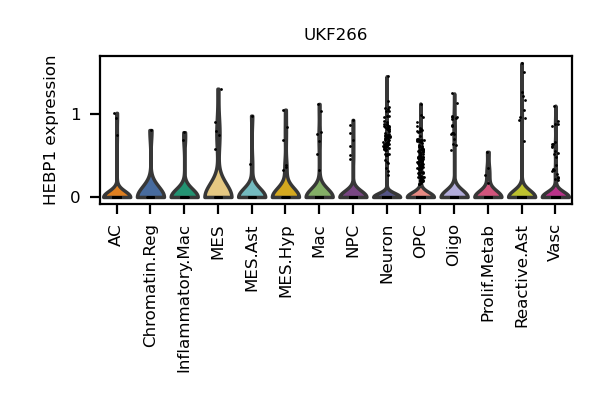 UKF266
HEBP1 expression
1
0
AC
Chromatin.Reg
Inflammatory.Mac
MES
MES.Ast
MES.Hyp
Mac
NPC
Neuron
OPC
Oligo
Prolif.Metab
Reactive.Ast
Vasc